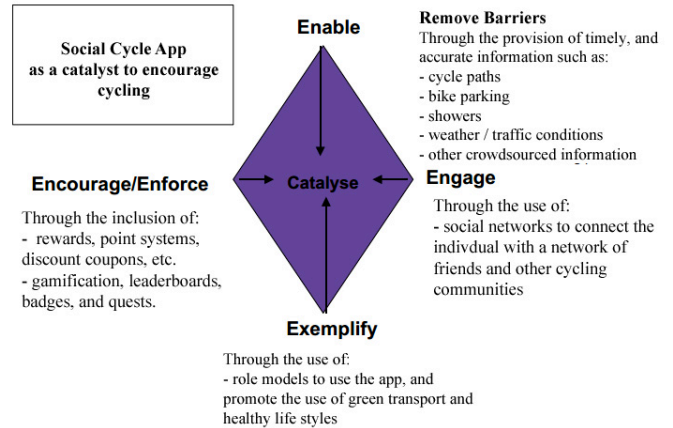 Social Cycle App
as a catalyst to encourage
cycling
Enable
Remove Barriers
Through the provision of timely, and
accurate information such as:
- cycle paths
- bike parking
- showers
- weather / traffic conditions
- other crowdsourced information
Encourage/Enforce
Through the inclusion of:
- rewards, point systems,
discount coupons, etc.
- gamification, leaderboards,
badges, and quests.
Catalyse
Engage
Through the use of:
- social networks to connect the
indivdual with a network of
friends and other cycling
communities
Exemplify
Through the use of:
- role models to use the app, and
promote the use of green transport and
healthy life styles